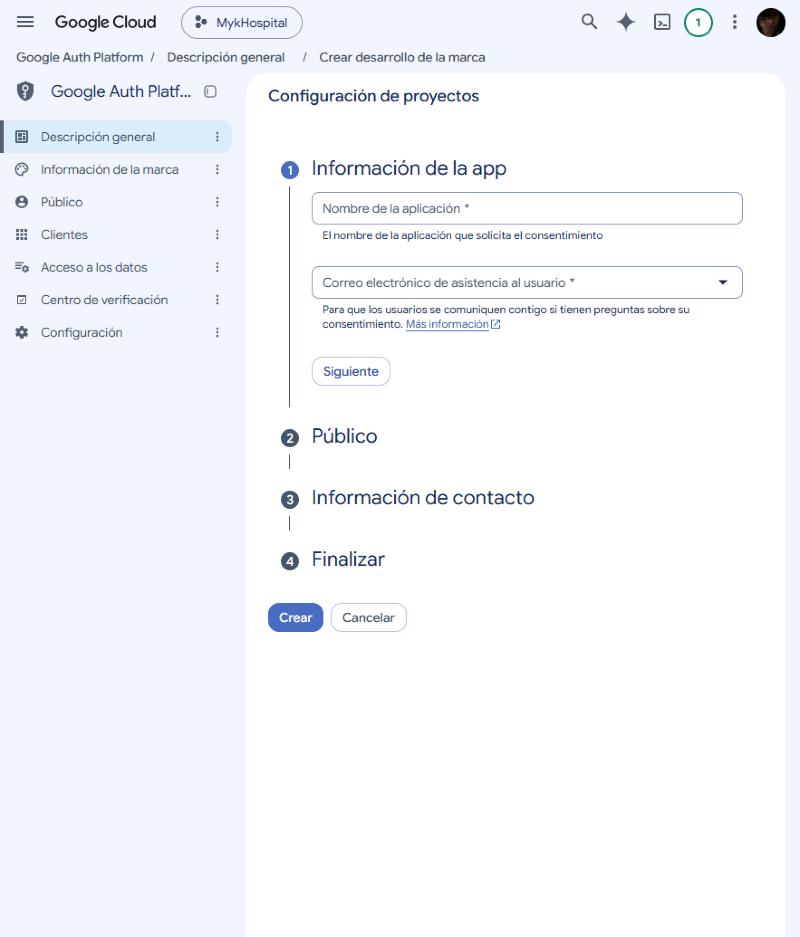 Google Cloud
MykHospital
1
Google Auth Platform / Descripción general / Crear desarrollo de la marca
Google Auth Platf...
Descripción general
Información de la marca
Público
Clientes
Acceso a los datos
Centro de verificación
Configuración
Configuración de proyectos
1 Información de la app
Nombre de la aplicación *
El nombre de la aplicación que solicita el consentimiento
Correo electrónico de asistencia al usuario *
Para que los usuarios se comuniquen contigo si tienen preguntas sobre su
consentimiento. Más información
Siguiente
2 Público
3 Información de contacto
4 Finalizar
Crear Cancelar